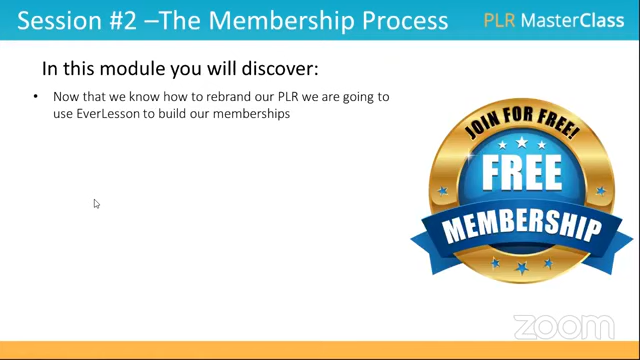 Session #2 –The Membership Process
PLR MasterClass
In this module you will discover:
• Now that we know how to rebrand our PLR we are going to
use EverLesson to build our memberships
JOIN FOR FREE!
FREE
MEMBERSHIP
zoom